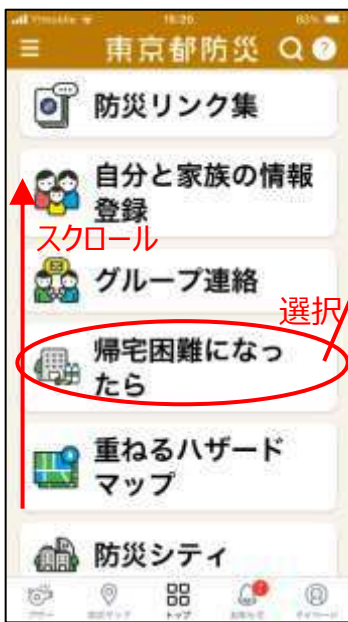 16:20
60%
東京都防災
防災リンク集
自分と家族の情報
登録
スクロール
グループ連絡
選択
帰宅困難になっ
たら
重ねるハザード
マップ
防災シティ
トップ